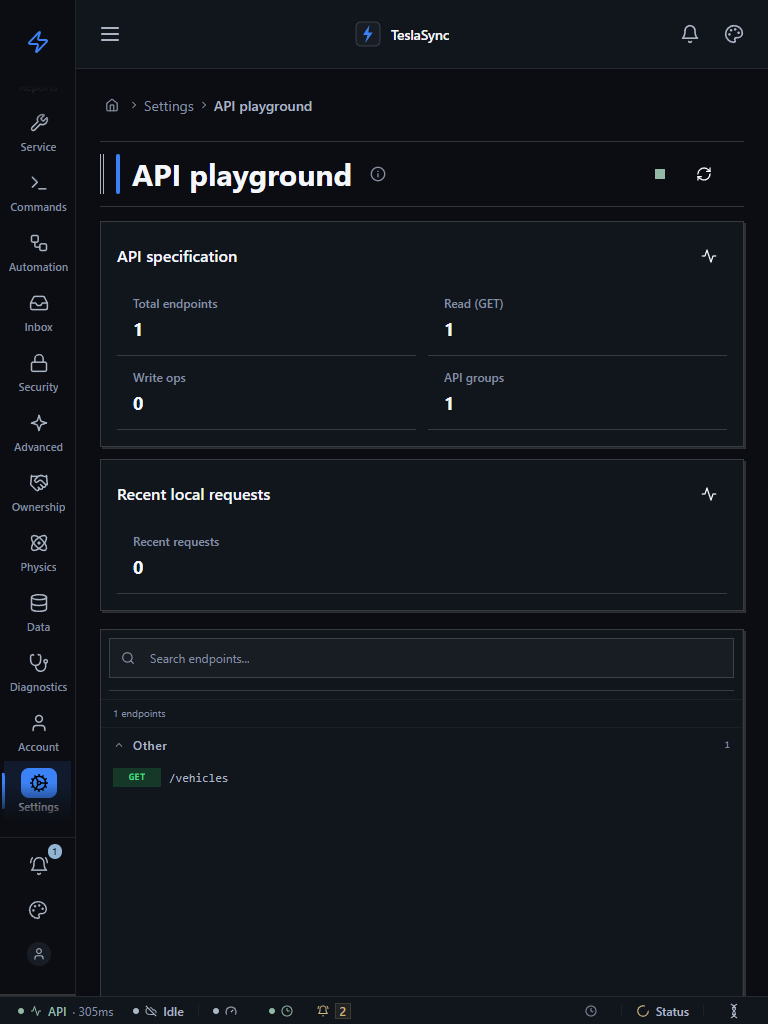 TeslaSync
Reports
Service
Commands
Automation
Inbox
Security
Advanced
Ownership
Physics
Data
Diagnostics
Account
Settings
1
Settings
API playground
API playground
API specification
Total endpoints
1
Read (GET)
1
Write ops
0
API groups
1
Recent local requests
Recent requests
0
Search endpoints...
1 endpoints
Other
1
GET
/vehicles
API · 305ms
Idle
2
Status